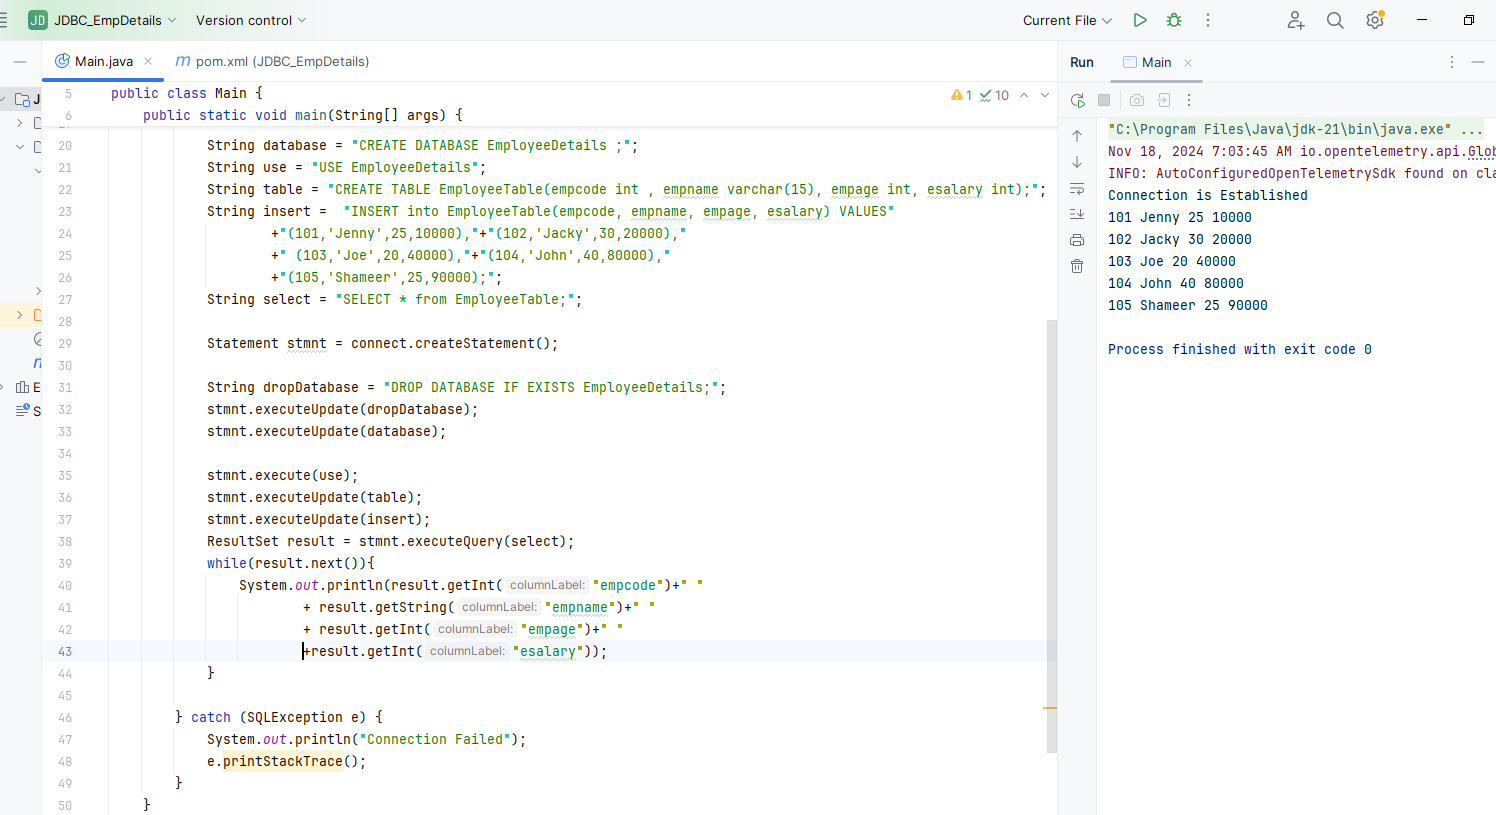 JD JDBC_EmpDetails Version control Current File
Main.java pom.xml (JDBC_EmpDetails)
5 public class Main { 1 10
6 public static void main(String[] args) {
20 String database = "CREATE DATABASE EmployeeDetails ;";
21 String use = "USE EmployeeDetails";
22 String table = "CREATE TABLE EmployeeTable(empcode int , empname varchar(15), empage int, esalary int);";
23 String insert =  "INSERT into EmployeeTable(empcode, empname, empage, esalary) VALUES"
24 +"(101,'Jenny',25,10000),"+"(102,'Jacky',30,20000),"
25 +" (103,'Joe',20,40000),"+"(104,'John',40,80000),"
26 +"(105,'Shameer',25,90000);";
27 String select = "SELECT * from EmployeeTable;";
28
29 Statement stmnt = connect.createStatement();
30
31 String dropDatabase = "DROP DATABASE IF EXISTS EmployeeDetails;";
32 stmnt.executeUpdate(dropDatabase);
33 stmnt.executeUpdate(database);
34
35 stmnt.execute(use);
36 stmnt.executeUpdate(table);
37 stmnt.executeUpdate(insert);
38 ResultSet result = stmnt.executeQuery(select);
39 while(result.next()){
40 System.out.println(result.getInt( columnLabel: "empcode")+" "
41 + result.getString( columnLabel: "empname")+" "
42 + result.getInt( columnLabel: "empage")+" "
43 +result.getInt( columnLabel: "esalary"));
44 }
45
46 } catch (SQLException e) {
47 System.out.println("Connection Failed");
48 e.printStackTrace();
49 }
50 }
Run Main
"C:\Program Files\Java\jdk-21\bin\java.exe" ...
Nov 18, 2024 7:03:45 AM io.opentelemetry.api.Glob
INFO: AutoConfiguredOpenTelemetrySdk found on cla
Connection is Established
101 Jenny 25 10000
102 Jacky 30 20000
103 Joe 20 40000
104 John 40 80000
105 Shameer 25 90000
Process finished with exit code 0